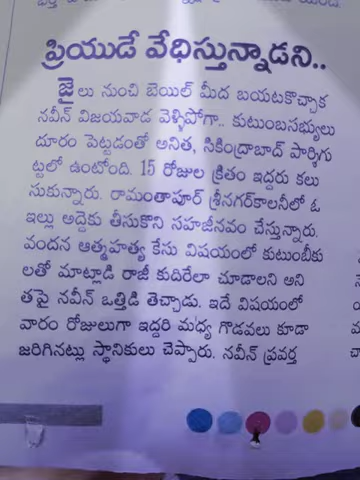 ప్రియుడే వేధిస్తున్నాడని..
జైలు నుంచి బెయిల్ మీద బయటకొచ్చాక
నవీన్ విజయవాడ వెళ్ళిపోగా.. కుటుంబసభ్యులు
దూరం పెట్టడంతో అనిత, సికింద్రాబాద్ పార్శిగు
ట్టలో ఉంటోంది. 15 రోజుల క్రితం ఇద్దరు కలు
సుకున్నారు. రామంతాపూర్ శ్రీనగర్‌కాలనీలో ఓ
ఇల్లు అద్దెకు తీసుకొని సహజీవనం చేస్తున్నారు.
వందన ఆత్మహత్య కేసు విషయంలో కుటుంబీకు
లతో మాట్లాడి రాజీ కుదిరేలా చూడాలని అని
తపై నవీన్ ఒత్తిడి తెచ్చాడు. ఇదే విషయంలో
వారం రోజులుగా ఇద్దరి మధ్య గొడవలు కూడా
జరిగినట్లు స్థానికులు చెప్పారు. నవీన్ ప్రవర్త